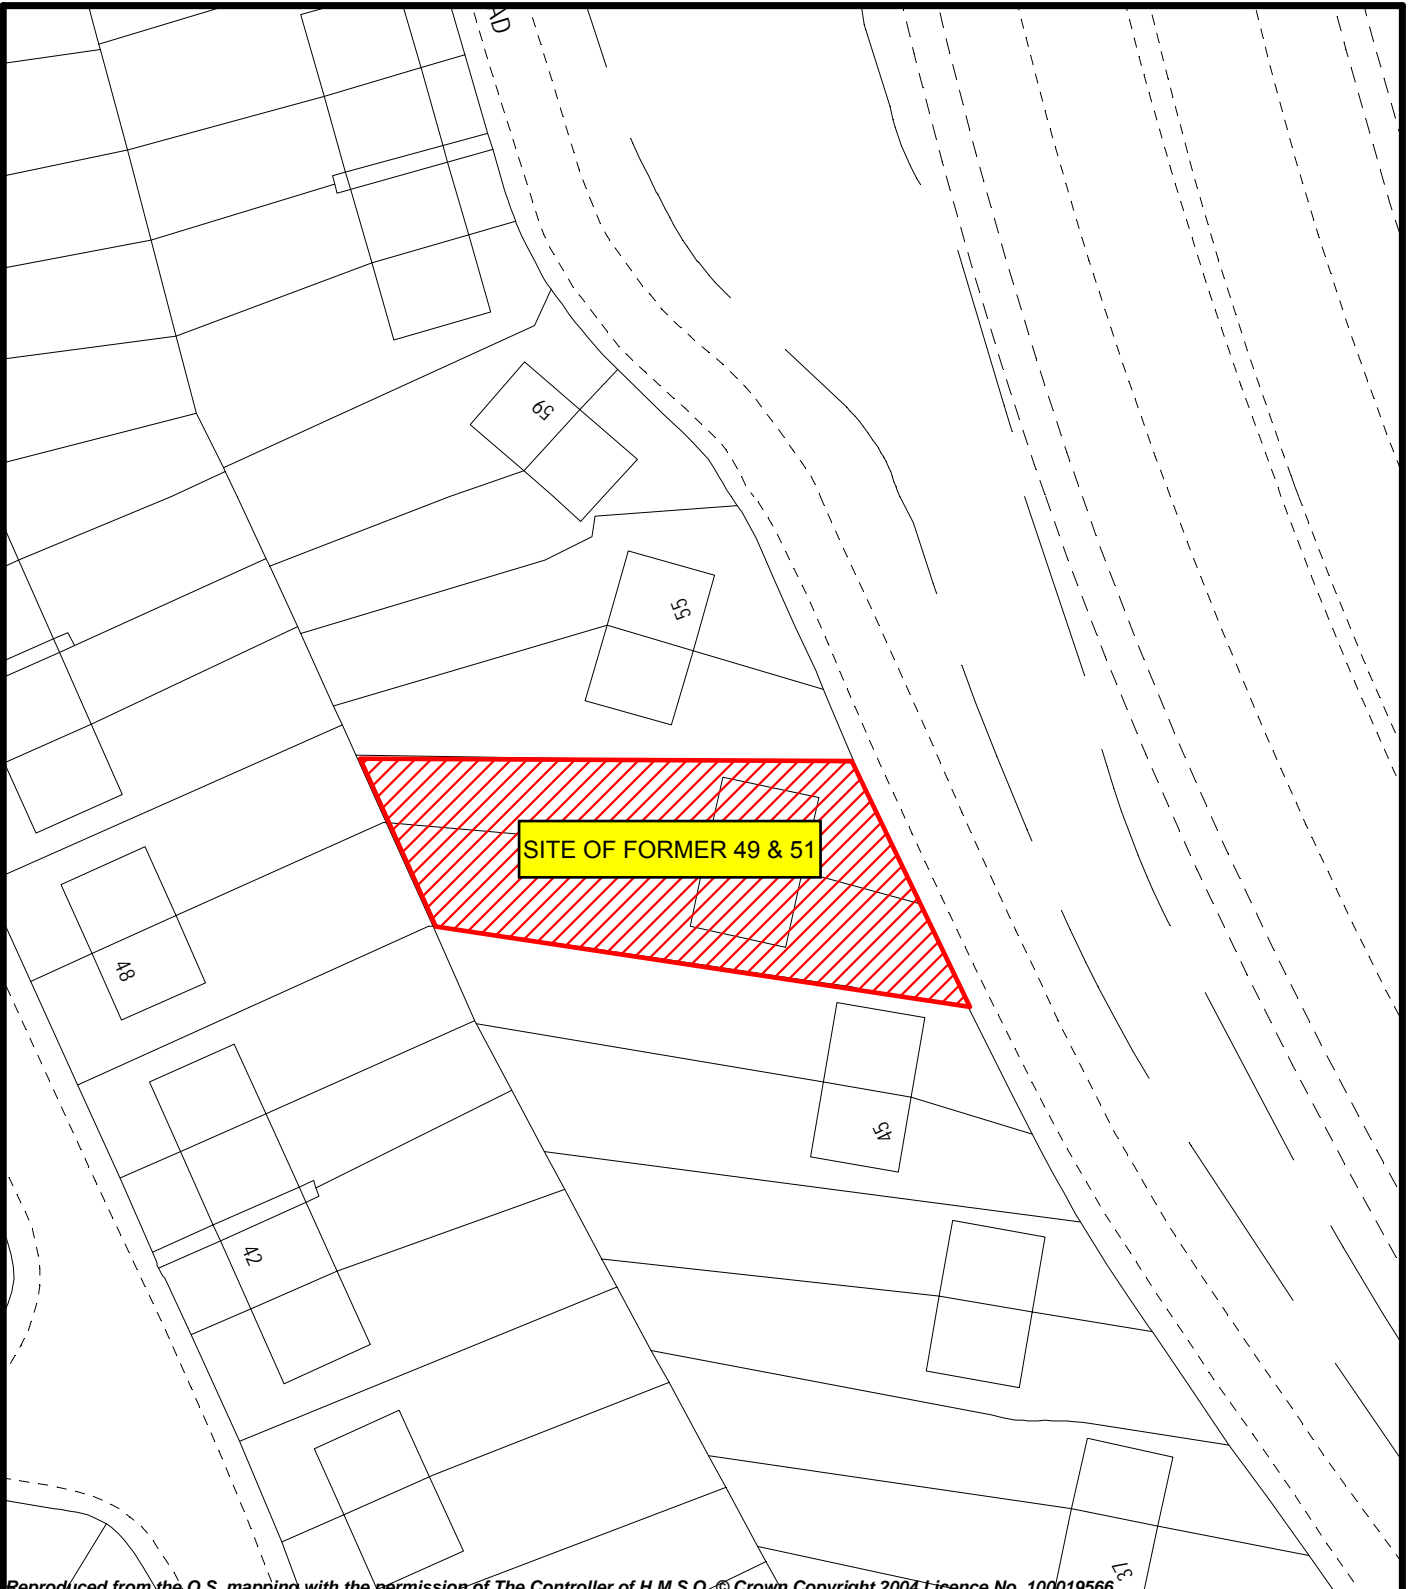 AD
59
55
SITE OF FORMER 49 & 51
48
45
42
37
Reproduced from the O.S. mapping with the permission of The Controller of H.M.S.O. © Crown Copyright 2004 Licence No. 100019566